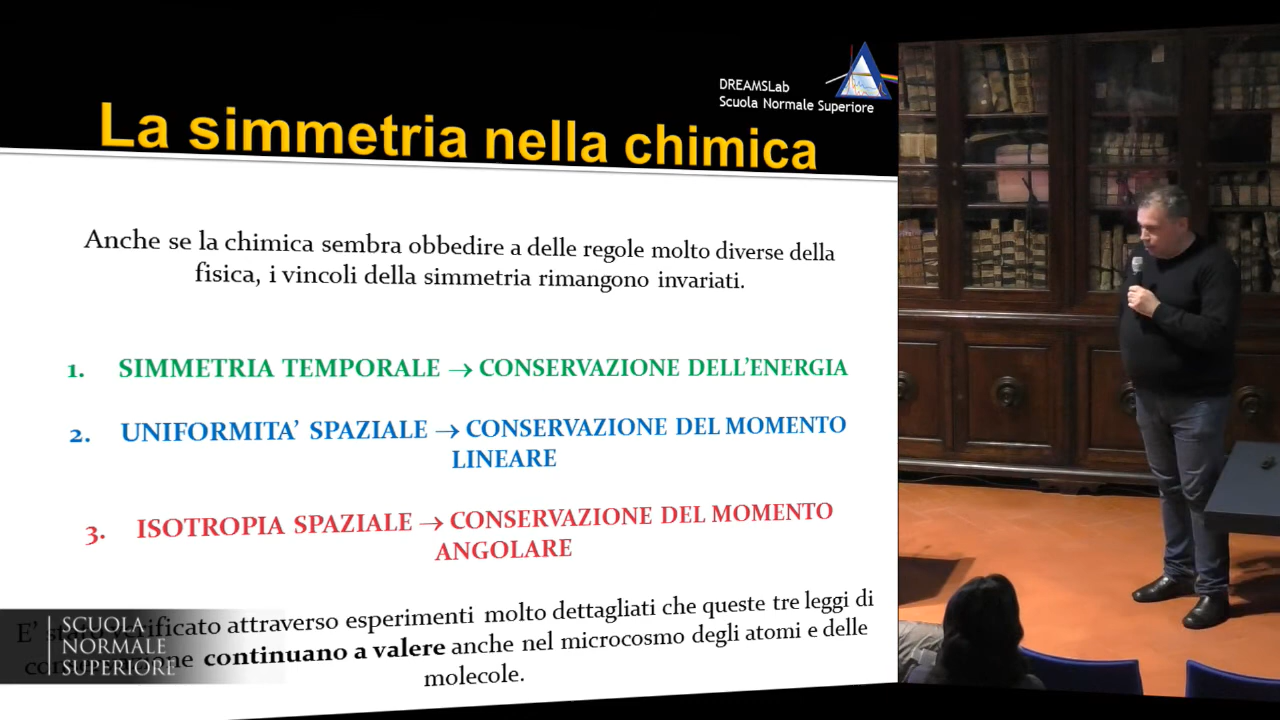 DREAMSLab
Scuola Normale Superiore
La simmetria nella chimica
Anche se la chimica sembra obbedire a delle regole molto diverse della
fisica, i vincoli della simmetria rimangono invariati.
1. SIMMETRIA TEMPORALE → CONSERVAZIONE DELL'ENERGIA
2. UNIFORMITA' SPAZIALE → CONSERVAZIONE DEL MOMENTO
LINEARE
3. ISOTROPIA SPAZIALE → CONSERVAZIONE DEL MOMENTO
ANGOLARE
E' attraverso esperimenti molto dettagliati che queste tre leggi di
continuano a valere anche nel microcosmo degli atomi e delle
molecole.
SCUOLA
NORMALE
SUPERIORE